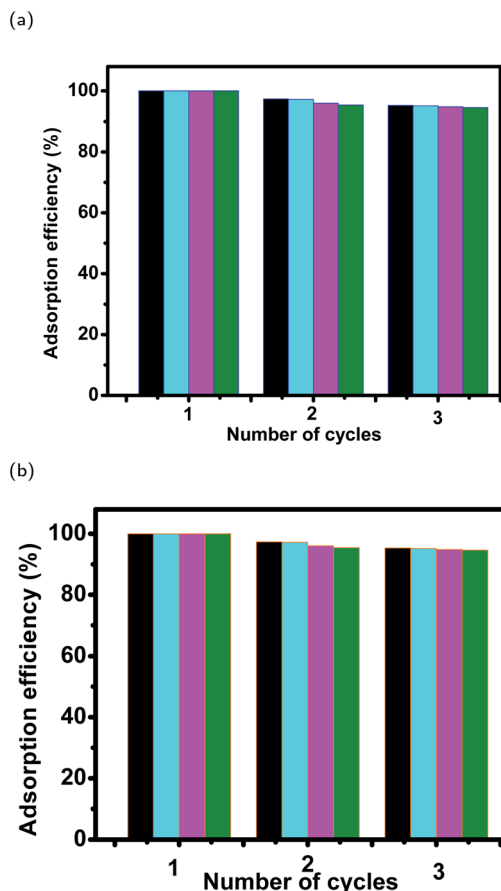 (a)
Adsorption efficiency (%)
100
80
60
40
20
0
1 2 3
Number of cycles
(b)
Adsorption efficiency (%)
100
80
60
40
20
0
1 2 3
Number of cycles